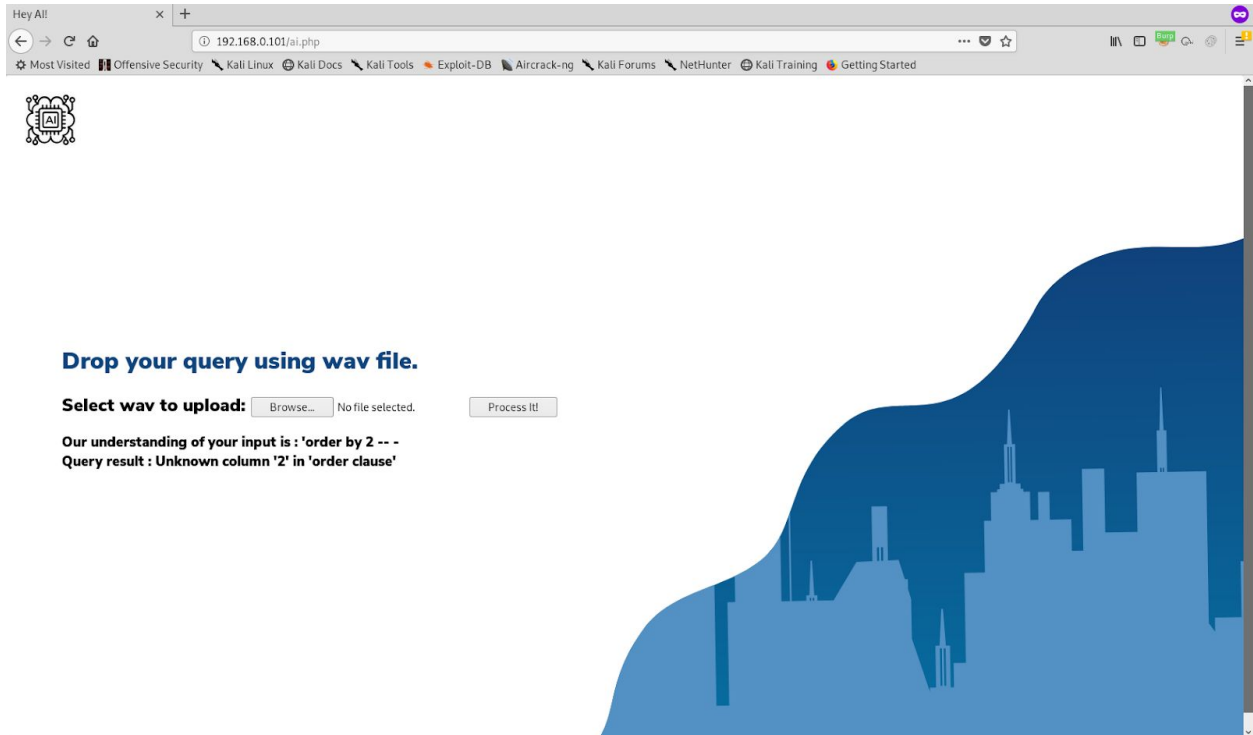 Hey AI!
192.168.0.101/ai.php
Most Visited Offensive Security Kali Linux Kali Docs Kali Tools Exploit-DB Aircrack-ng Kali Forums NetHunter Kali Training Getting Started
AI
Drop your query using wav file.
Select wav to upload: Browse... No file selected. Process It!
Our understanding of your input is : 'order by 2 -- -
Query result : Unknown column '2' in 'order clause'
Burp